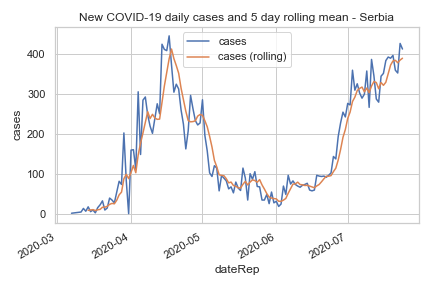 New COVID-19 daily cases and 5 day rolling mean - Serbia
cases
cases (rolling)
400
300
200
100
0
cases
2020-03
2020-04
2020-05
2020-06
2020-07
dateRep